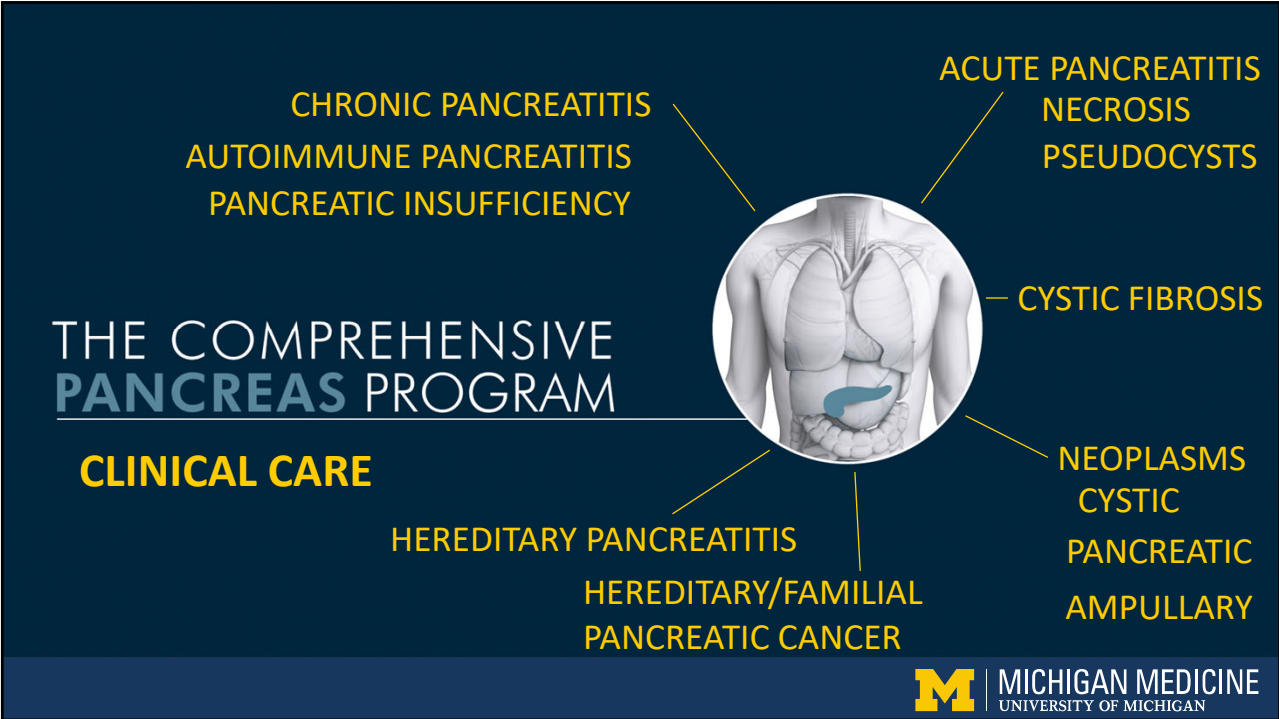 CHRONIC PANCREATITIS
AUTOIMMUNE PANCREATITIS
PANCREATIC INSUFFICIENCY
ACUTE PANCREATITIS
NECROSIS
PSEUDOCYSTS
CYSTIC FIBROSIS
THE COMPREHENSIVE
PANCREAS PROGRAM
CLINICAL CARE
NEOPLASMS
CYSTIC
PANCREATIC
AMPULLARY
HEREDITARY PANCREATITIS
HEREDITARY/FAMILIAL
PANCREATIC CANCER
M MICHIGAN MEDICINE
UNIVERSITY OF MICHIGAN